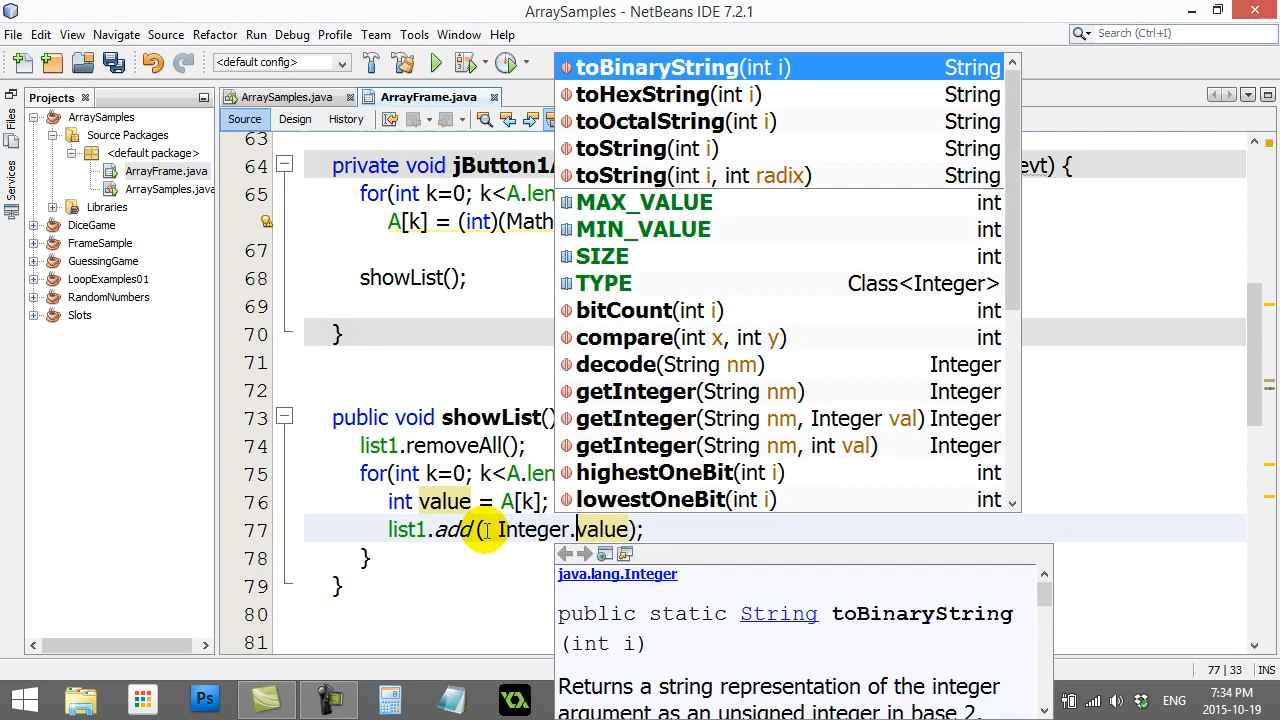 ArraySamples - NetBeans IDE 7.2.1
File Edit View Navigate Source Refactor Run Debug Profile Team Tools Window Help
Search (Ctrl+I)
<default config>
Projects
ArraySamples.java
ArrayFrame.java
Files
Services
ArraySamples
Source Packages
<default package>
ArrayFrame.java
ArraySamples.java
Libraries
DiceGame
FrameSample
GuessingGame
LoopExamples01
RandomNumbers
Slots
Source Design History
63
64 private void jButton1A evt) {
65 for(int k=0; k<A.len
A[k] = (int)(Math
67
68 showList();
69
70 }
71
72
73 public void showList()
74 list1.removeAll();
75 for(int k=0; k<A.len
76 int value = A[k];
77 list1.add( Integer.value);
78 }
79 }
80
81
toBinaryString(int i) String
toHexString(int i) String
toOctalString(int i) String
toString(int i) String
toString(int i, int radix) String
MAX_VALUE int
MIN_VALUE int
SIZE int
TYPE Class<Integer>
bitCount(int i) int
compare(int x, int y) int
decode(String nm) Integer
getInteger(String nm) Integer
getInteger(String nm, Integer val) Integer
getInteger(String nm, int val) Integer
highestOneBit(int i) int
lowestOneBit(int i) int
java.lang.Integer
public static String toBinaryString
(int i)
Returns a string representation of the integer
argument as an unsigned integer in base 2.
77 | 33 INS
Ps
ENG
7:34 PM
2015-10-19